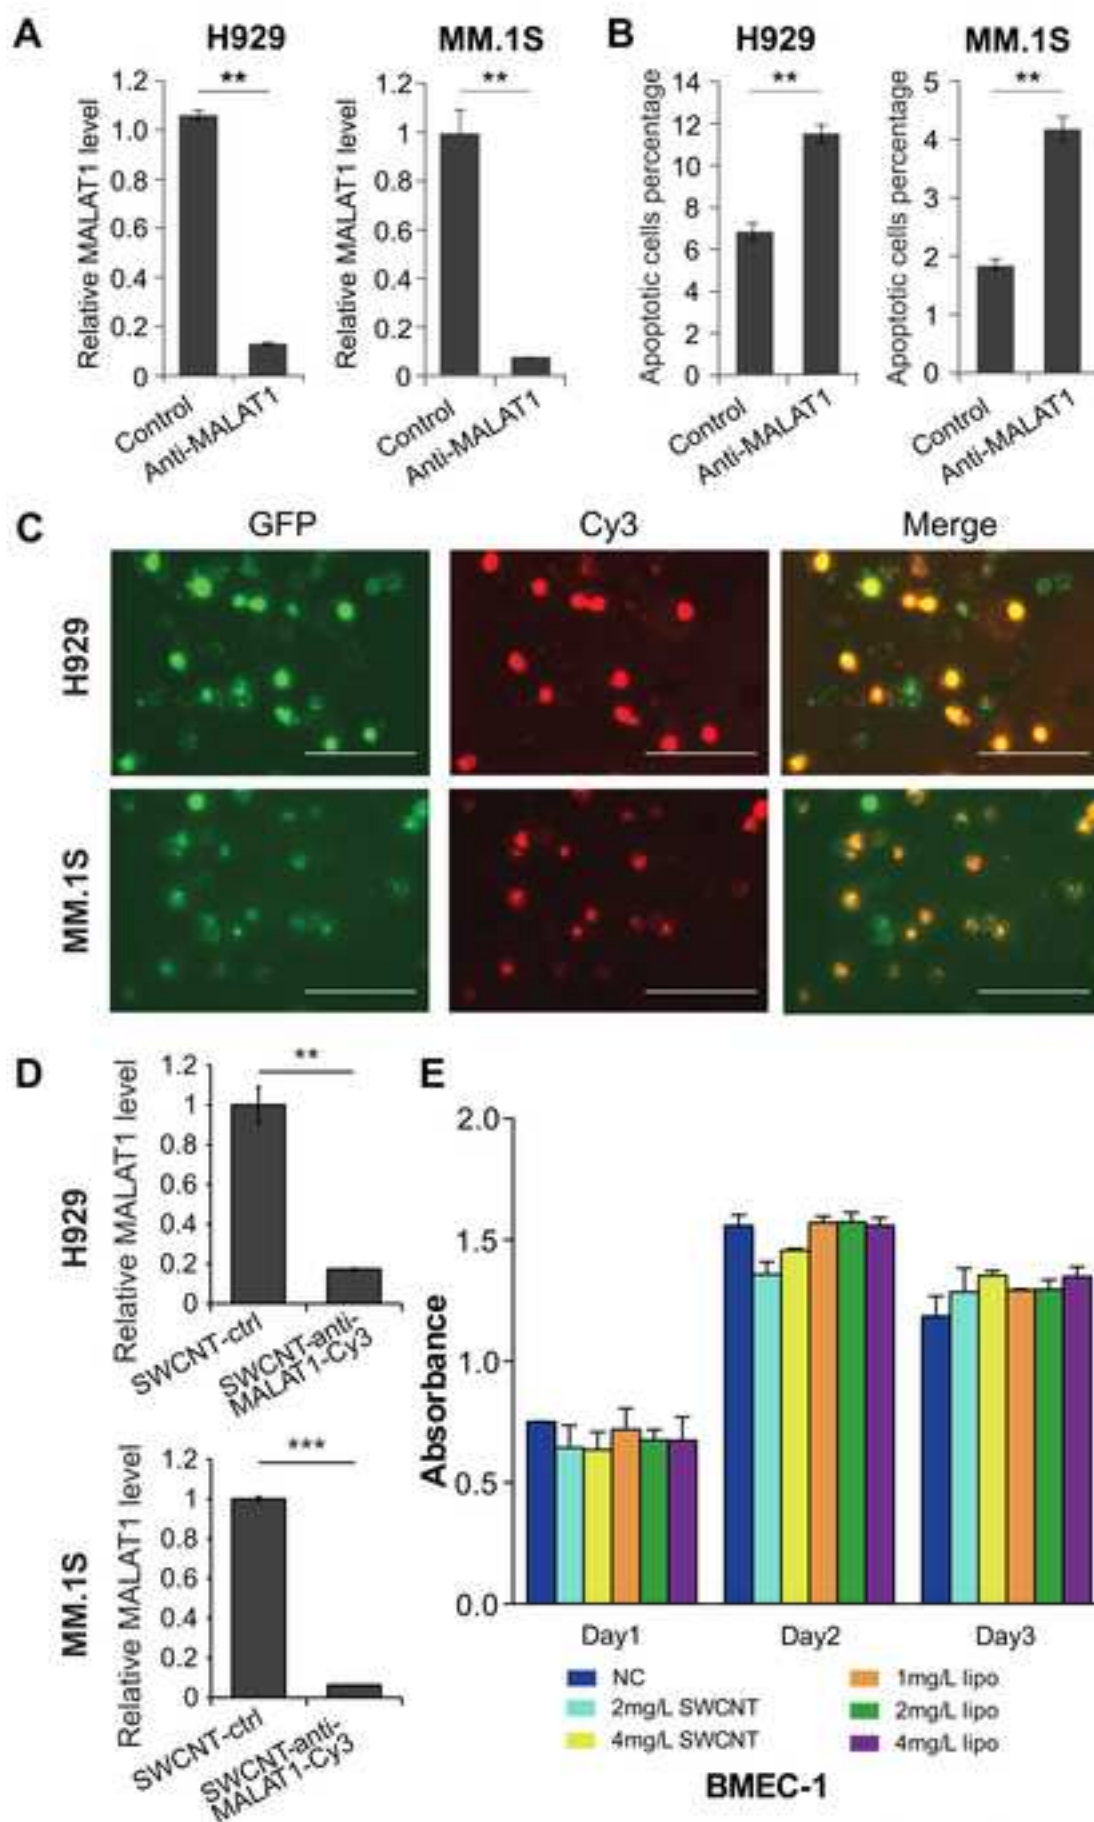 A
H929
MM.1S
B
H929
MM.1S
Relative MALAT1 level
1.2
1.0
0.8
0.6
0.4
0.2
0
**
Control
Anti-MALAT1
Relative MALAT1 level
1.2
1
0.8
0.6
0.4
0.2
0
**
Control
Anti-MALAT1
Apoptotic cells percentage
14
12
10
8
6
4
2
0
**
Control
Anti-MALAT1
Apoptotic cells percentage
5
4
3
2
1
0
**
Control
Anti-MALAT1
C
GFP
Cy3
Merge
H929
MM.1S
D
H929
Relative MALAT1 level
1.2
1
0.8
0.6
0.4
0.2
0
**
SWCNT-ctrl
SWCNT-anti-
MALAT1-Cy3
MM.1S
Relative MALAT1 level
1.2
1
0.8
0.6
0.4
0.2
0
***
SWCNT-ctrl
SWCNT-anti-
MALAT1-Cy3
E
Absorbance
2.0
1.5
1.0
0.5
0.0
Day1
Day2
Day3
NC
2mg/L SWCNT
4mg/L SWCNT
1mg/L lipo
2mg/L lipo
4mg/L lipo
BMEC-1